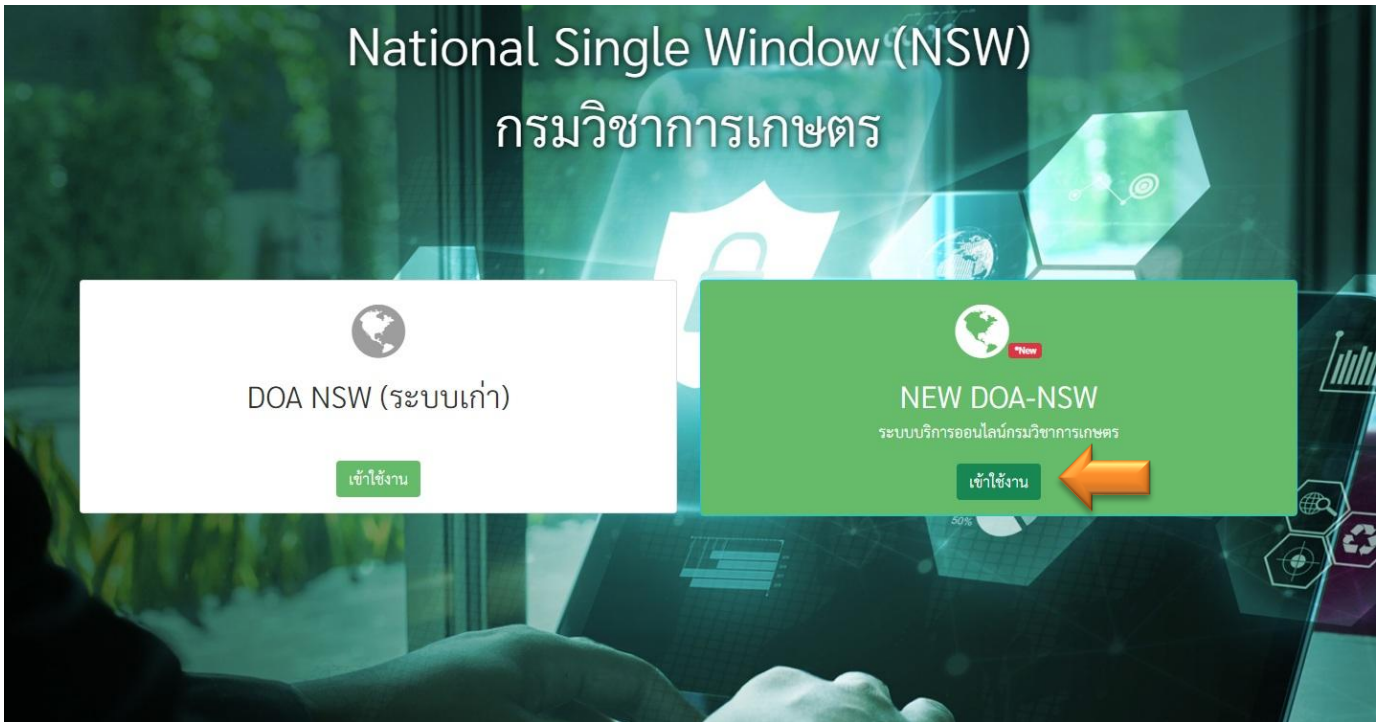 National Single Window (NSW)
กรมวิชาการเกษตร
DOA NSW (ระบบเก่า)
เข้าใช้งาน
*New
NEW DOA-NSW
ระบบบริการออนไลน์กรมวิชาการเกษตร
เข้าใช้งาน
50%